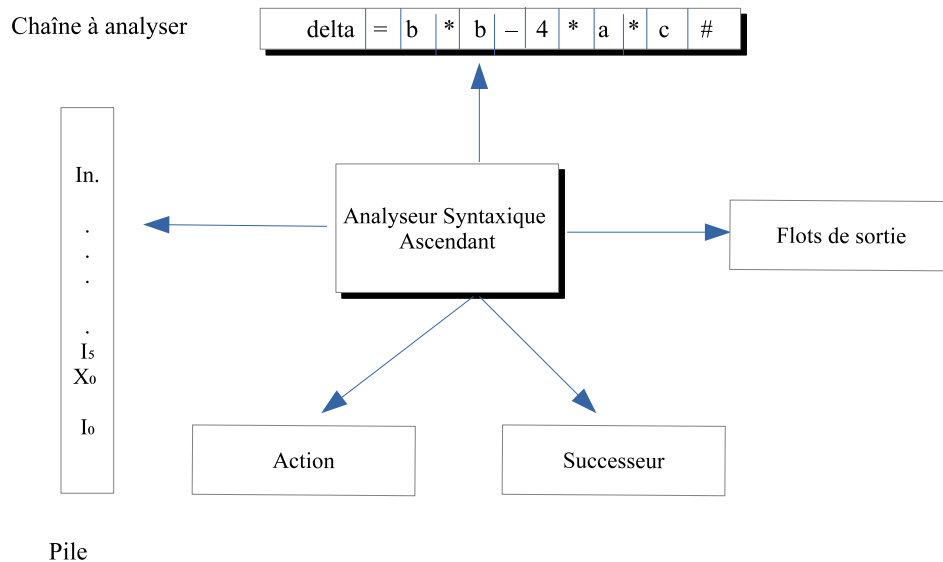 Chaîne à analyser
delta = b * b – 4 * a * c #
In.
.
.
.
.
I₅
X₀
I₀
Analyseur Syntaxique
Ascendant
Flots de sortie
Action
Successeur
Pile